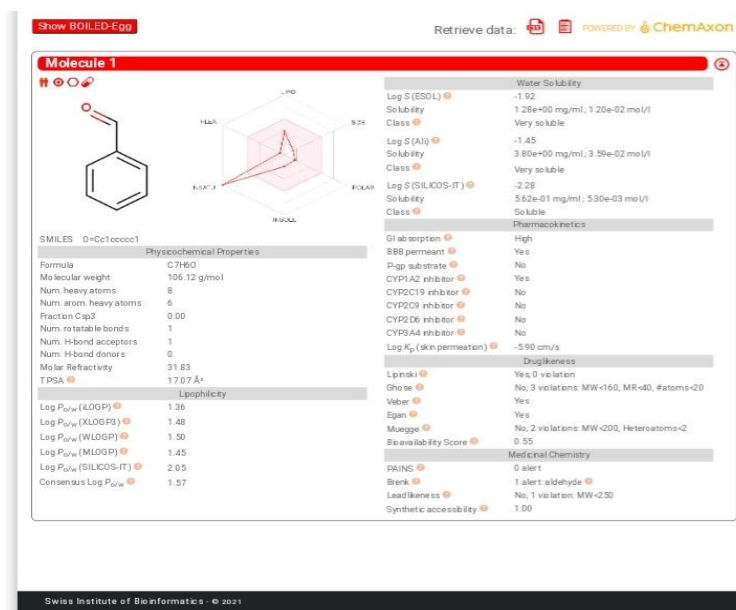 Show BOILED-Egg
Retrieve data:
POWERED BY ChemAxon
Molecule 1
LIPO
FLEX
SIZE
INSATU
POLAR
INSOLU
O
SMILES O=Cc1ccccc1
Physicochemical Properties
Formula C7H6O
Molecular weight 106.12 g/mol
Num. heavy atoms 8
Num. arom. heavy atoms 6
Fraction Csp3 0.00
Num. rotatable bonds 1
Num. H-bond acceptors 1
Num. H-bond donors 0
Molar Refractivity 31.83
TPSA 17.07 Å²
Lipophilicity
Log Po/w (iLOGP) 1.36
Log Po/w (XLOGP3) 1.48
Log Po/w (WLOGP) 1.50
Log Po/w (MLOGP) 1.45
Log Po/w (SILICOS-IT) 2.05
Consensus Log Po/w 1.57
Water Solubility
Log S (ESOL) -1.92
Solubility 1.28e+00 mg/ml ; 1.20e-02 mol/l
Class Very soluble
Log S (Ali) -1.45
Solubility 3.80e+00 mg/ml ; 3.59e-02 mol/l
Class Very soluble
Log S (SILICOS-IT) -2.28
Solubility 5.62e-01 mg/ml ; 5.30e-03 mol/l
Class Soluble
Pharmacokinetics
GI absorption High
BBB permeant Yes
P-gp substrate No
CYP1A2 inhibitor Yes
CYP2C19 inhibitor No
CYP2C9 inhibitor No
CYP2D6 inhibitor No
CYP3A4 inhibitor No
Log Kp (skin permeation) -5.90 cm/s
Druglikeness
Lipinski Yes; 0 violation
Ghose No; 3 violations: MW<160, MR<40, #atoms<20
Veber Yes
Egan Yes
Muegge No; 2 violations: MW<200, Heteroatoms<2
Bioavailability Score 0.55
Medicinal Chemistry
PAINS 0 alert
Brenk 1 alert: aldehyde
Leadlikeness No; 1 violation: MW<250
Synthetic accessibility 1.00
Swiss Institute of Bioinformatics - © 2021